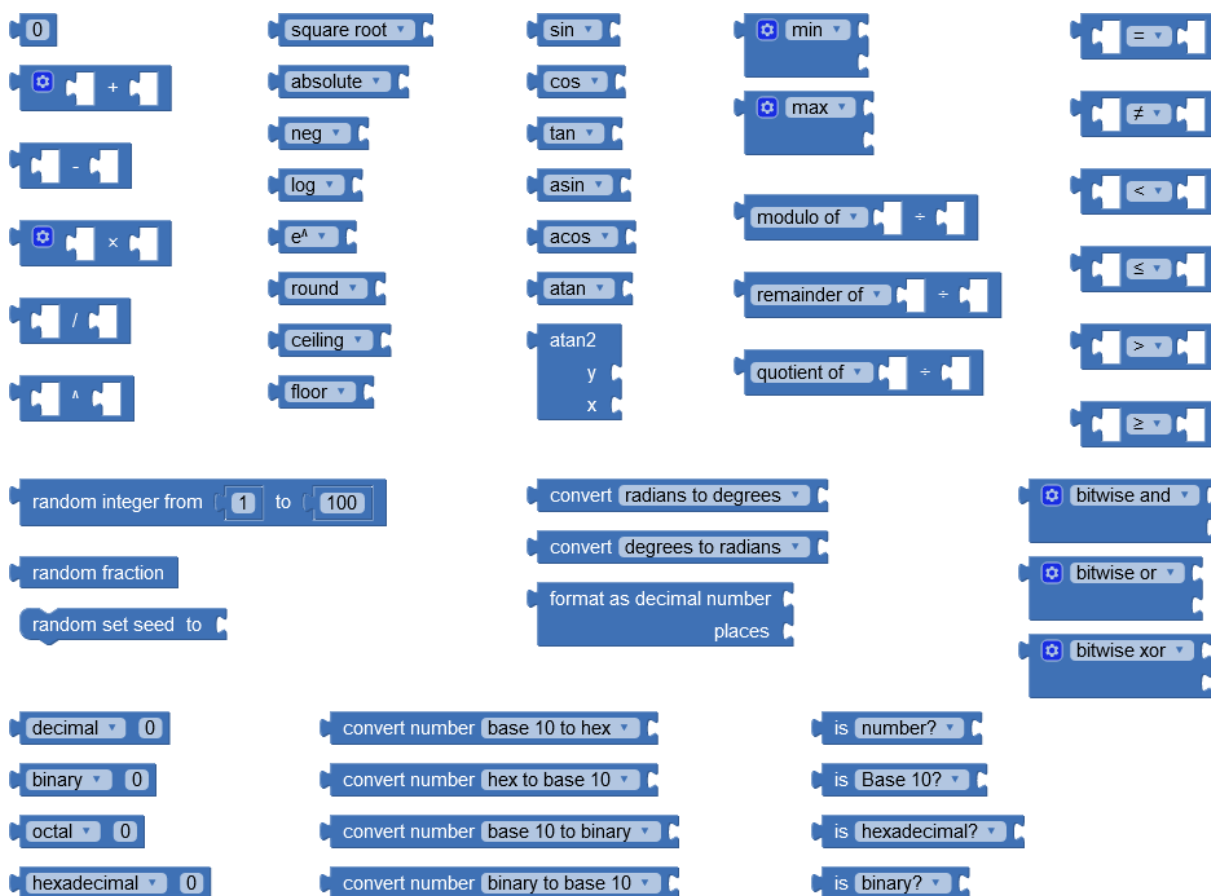 0
+
-
×
/
^
square root
absolute
neg
log
e^
round
ceiling
floor
sin
cos
tan
asin
acos
atan
atan2
y
x
min
max
modulo of ÷
remainder of ÷
quotient of ÷
=
≠
<
≤
>
≥
random integer from 1 to 100
random fraction
random set seed to
convert radians to degrees
convert degrees to radians
format as decimal number
places
bitwise and
bitwise or
bitwise xor
decimal 0
binary 0
octal 0
hexadecimal 0
convert number base 10 to hex
convert number hex to base 10
convert number base 10 to binary
convert number binary to base 10
is number?
is Base 10?
is hexadecimal?
is binary?